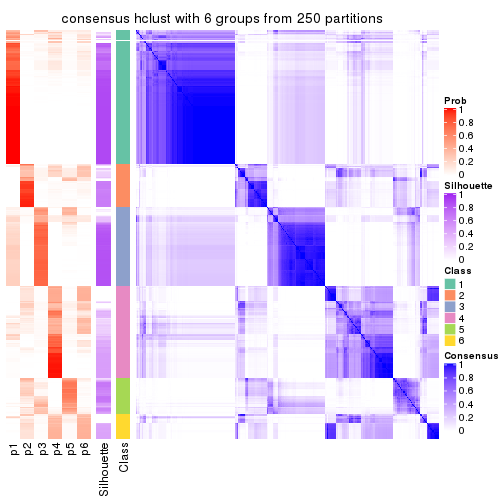 consensus hclust with 6 groups from 250 partitions
Prob
1
0.8
0.6
0.4
0.2
0
Silhouette
1
0.8
0.6
0.4
0.2
0
Class
1
2
3
4
5
6
Consensus
1
0.8
0.6
0.4
0.2
0
p1
p2
p3
p4
p5
p6
Silhouette
Class